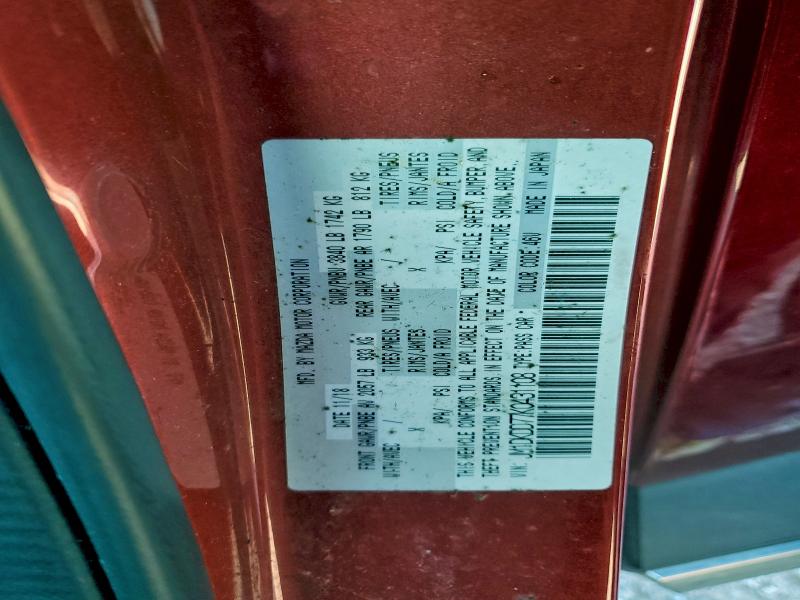 MFD. BY MAZDA MOTOR CORPORATION
DATE 11/18 GVWR/PNBV 3840 LB 1742 KG
FRONT GAWR/PNBE AV 2057 LB 933 KG REAR GAWR/PNBE AR 1790 LB 812 KG
WITH/AVEC / TIRES/PNEUS WITH/AVEC / TIRES/PNEUS
X RIMS/JANTES X RIMS/JANTES
KPA/ PSI COLD/A FROID KPA/ PSI COLD/A FROID
THIS VEHICLE CONFORMS TO ALL APPLICABLE FEDERAL MOTOR VEHICLE SAFETY, BUMPER, AND
THEFT PREVENTION STANDARDS IN EFFECT ON THE DATE OF MANUFACTURE SHOWN ABOVE.
VIN: TYPE PASS CAR • COLOR CODE 46V MADE IN JAPAN